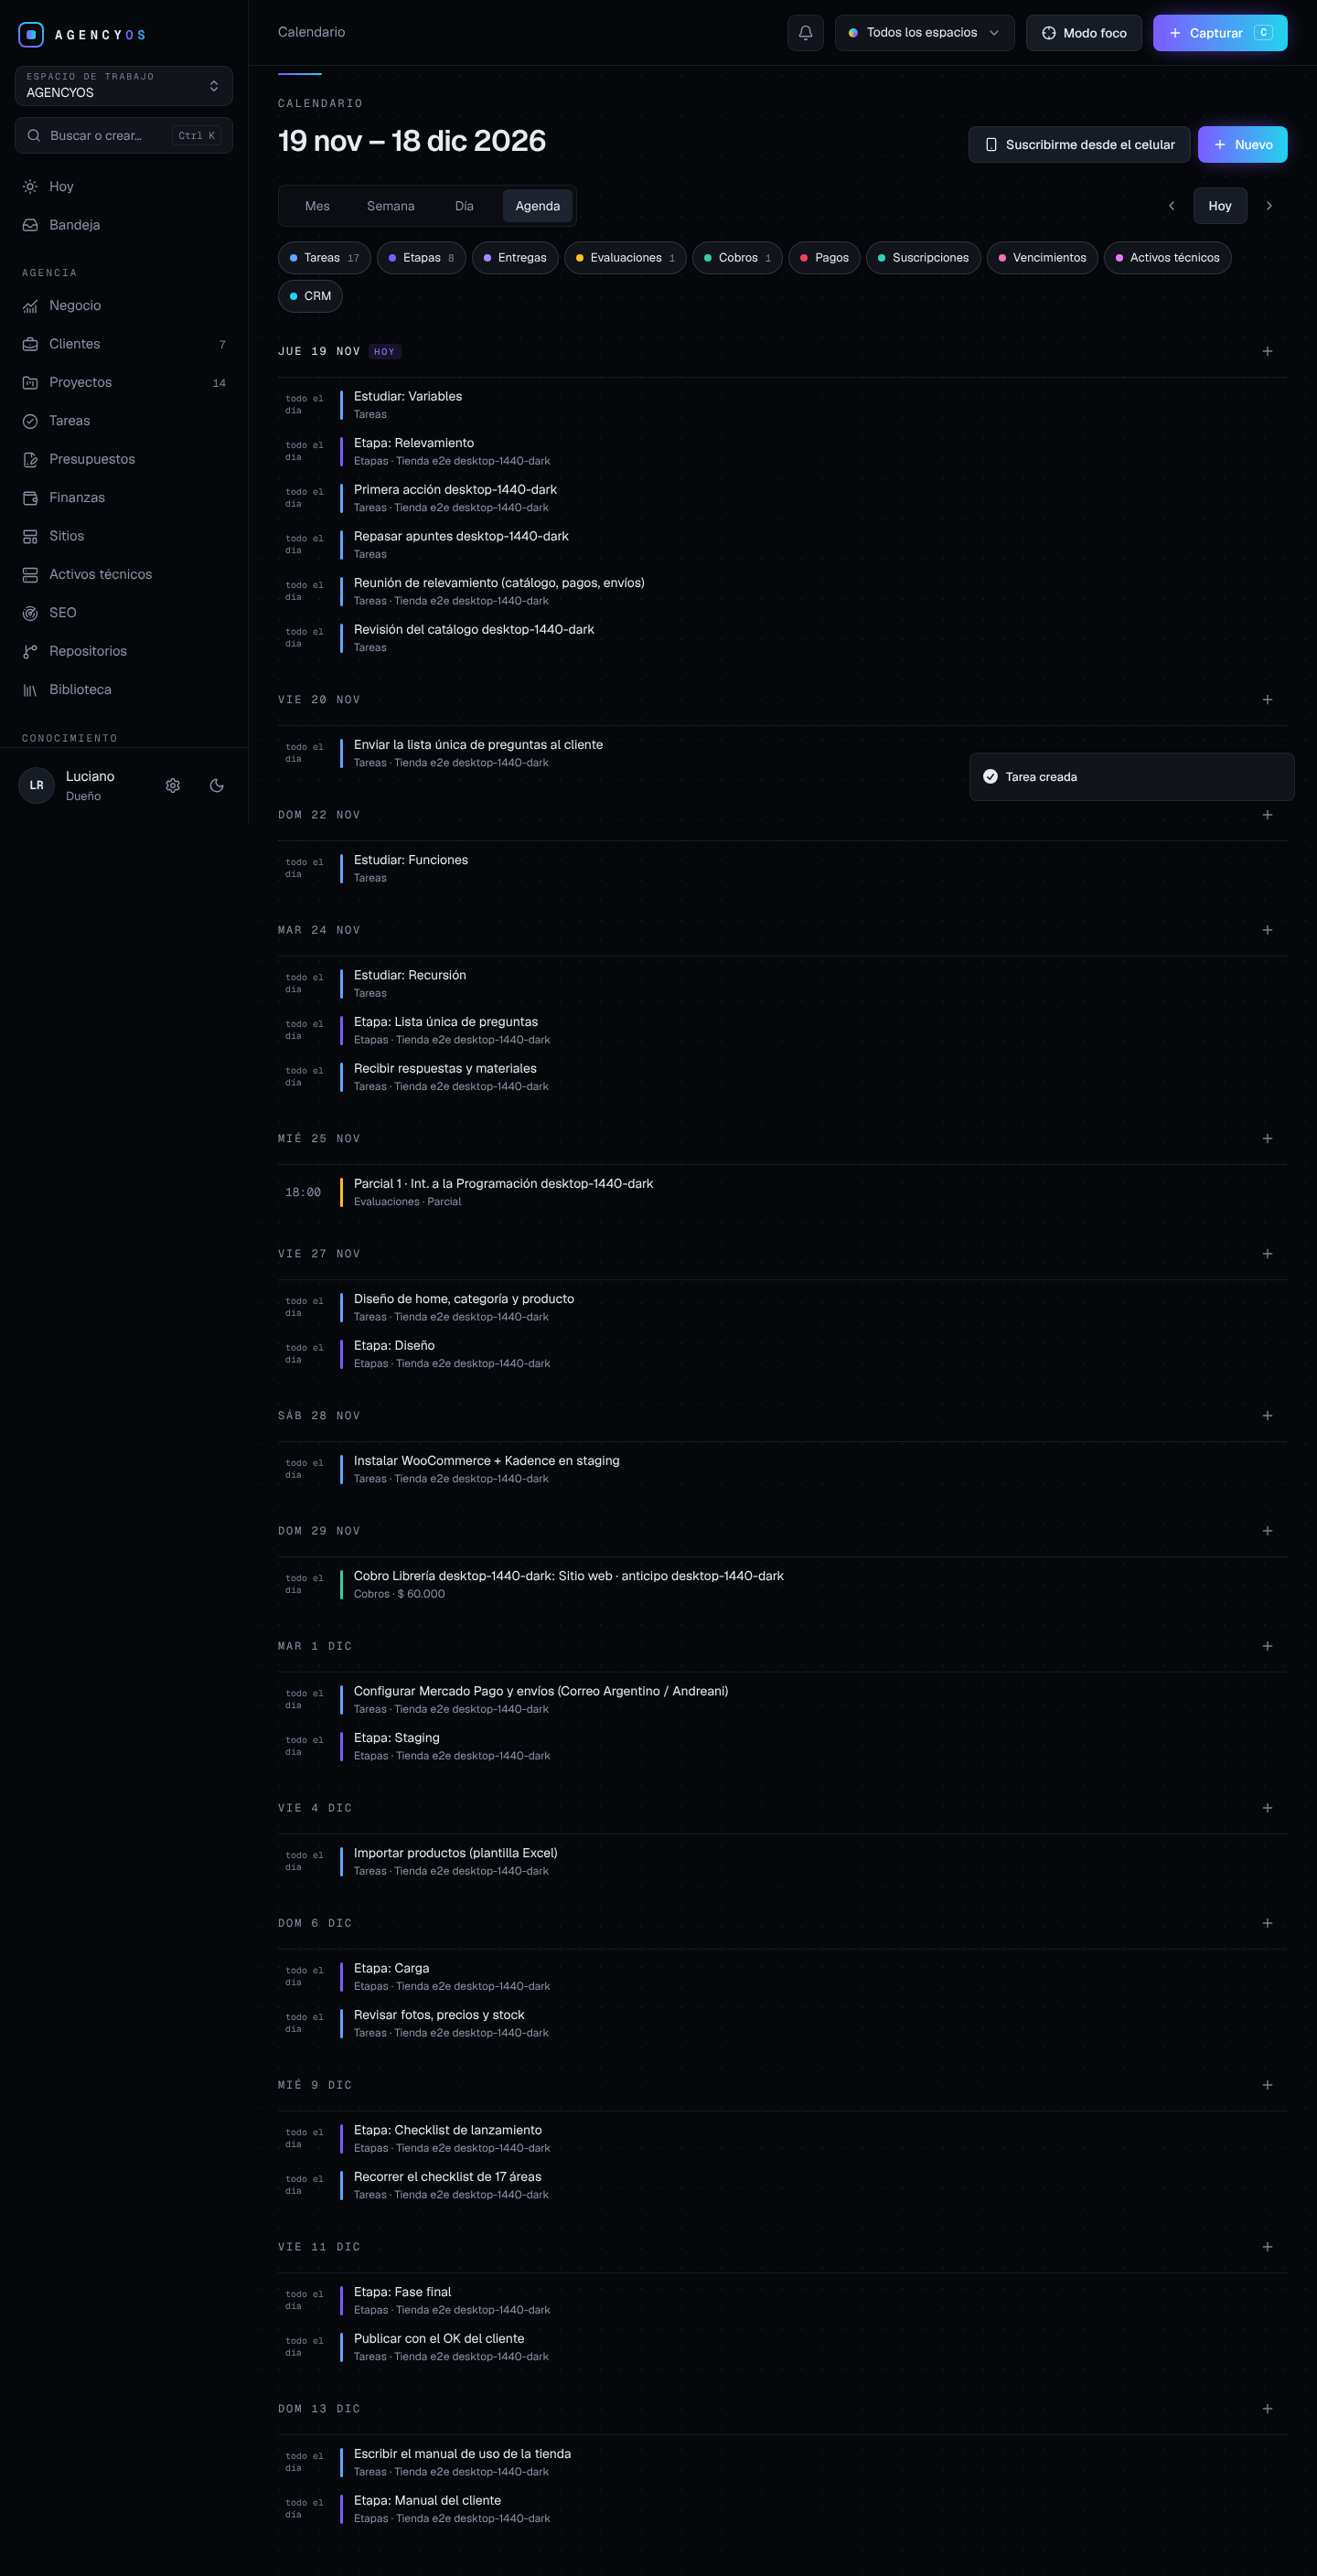 AGENCYOS
ESPACIO DE TRABAJO
AGENCYOS
Buscar o crear... Ctrl K
Hoy
Bandeja
AGENCIA
Negocio
Clientes 7
Proyectos 14
Tareas
Presupuestos
Finanzas
Sitios
Activos técnicos
SEO
Repositorios
Biblioteca
CONOCIMIENTO
LR Luciano
Dueño
Calendario
Todos los espacios
Modo foco
Capturar C
CALENDARIO
19 nov – 18 dic 2026
Suscribirme desde el celular
Nuevo
Mes Semana Día Agenda
Hoy
Tareas 17 Etapas 8 Entregas Evaluaciones 1 Cobros 1 Pagos Suscripciones Vencimientos Activos técnicos
CRM
JUE 19 NOV HOY
todo el día
Estudiar: Variables
Tareas
todo el día
Etapa: Relevamiento
Etapas · Tienda e2e desktop-1440-dark
todo el día
Primera acción desktop-1440-dark
Tareas · Tienda e2e desktop-1440-dark
todo el día
Repasar apuntes desktop-1440-dark
Tareas
todo el día
Reunión de relevamiento (catálogo, pagos, envíos)
Tareas · Tienda e2e desktop-1440-dark
todo el día
Revisión del catálogo desktop-1440-dark
Tareas
VIE 20 NOV
todo el día
Enviar la lista única de preguntas al cliente
Tareas · Tienda e2e desktop-1440-dark
Tarea creada
DOM 22 NOV
todo el día
Estudiar: Funciones
Tareas
MAR 24 NOV
todo el día
Estudiar: Recursión
Tareas
todo el día
Etapa: Lista única de preguntas
Etapas · Tienda e2e desktop-1440-dark
todo el día
Recibir respuestas y materiales
Tareas · Tienda e2e desktop-1440-dark
MIÉ 25 NOV
18:00
Parcial 1 · Int. a la Programación desktop-1440-dark
Evaluaciones · Parcial
VIE 27 NOV
todo el día
Diseño de home, categoría y producto
Tareas · Tienda e2e desktop-1440-dark
todo el día
Etapa: Diseño
Etapas · Tienda e2e desktop-1440-dark
SÁB 28 NOV
todo el día
Instalar WooCommerce + Kadence en staging
Tareas · Tienda e2e desktop-1440-dark
DOM 29 NOV
todo el día
Cobro Librería desktop-1440-dark: Sitio web · anticipo desktop-1440-dark
Cobros · $ 60.000
MAR 1 DIC
todo el día
Configurar Mercado Pago y envíos (Correo Argentino / Andreani)
Tareas · Tienda e2e desktop-1440-dark
todo el día
Etapa: Staging
Etapas · Tienda e2e desktop-1440-dark
VIE 4 DIC
todo el día
Importar productos (plantilla Excel)
Tareas · Tienda e2e desktop-1440-dark
DOM 6 DIC
todo el día
Etapa: Carga
Etapas · Tienda e2e desktop-1440-dark
todo el día
Revisar fotos, precios y stock
Tareas · Tienda e2e desktop-1440-dark
MIÉ 9 DIC
todo el día
Etapa: Checklist de lanzamiento
Etapas · Tienda e2e desktop-1440-dark
todo el día
Recorrer el checklist de 17 áreas
Tareas · Tienda e2e desktop-1440-dark
VIE 11 DIC
todo el día
Etapa: Fase final
Etapas · Tienda e2e desktop-1440-dark
todo el día
Publicar con el OK del cliente
Tareas · Tienda e2e desktop-1440-dark
DOM 13 DIC
todo el día
Escribir el manual de uso de la tienda
Tareas · Tienda e2e desktop-1440-dark
todo el día
Etapa: Manual del cliente
Etapas · Tienda e2e desktop-1440-dark